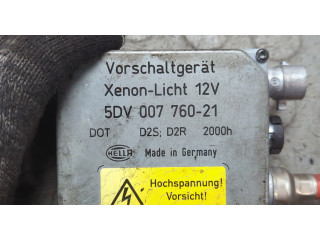 Vorschaltgerät
Xenon-Licht 12V
5DV 007 760-21
DOT D2S; D2R 2000h
HELLA Made in Germany
Hochspannung!
Vorsicht!